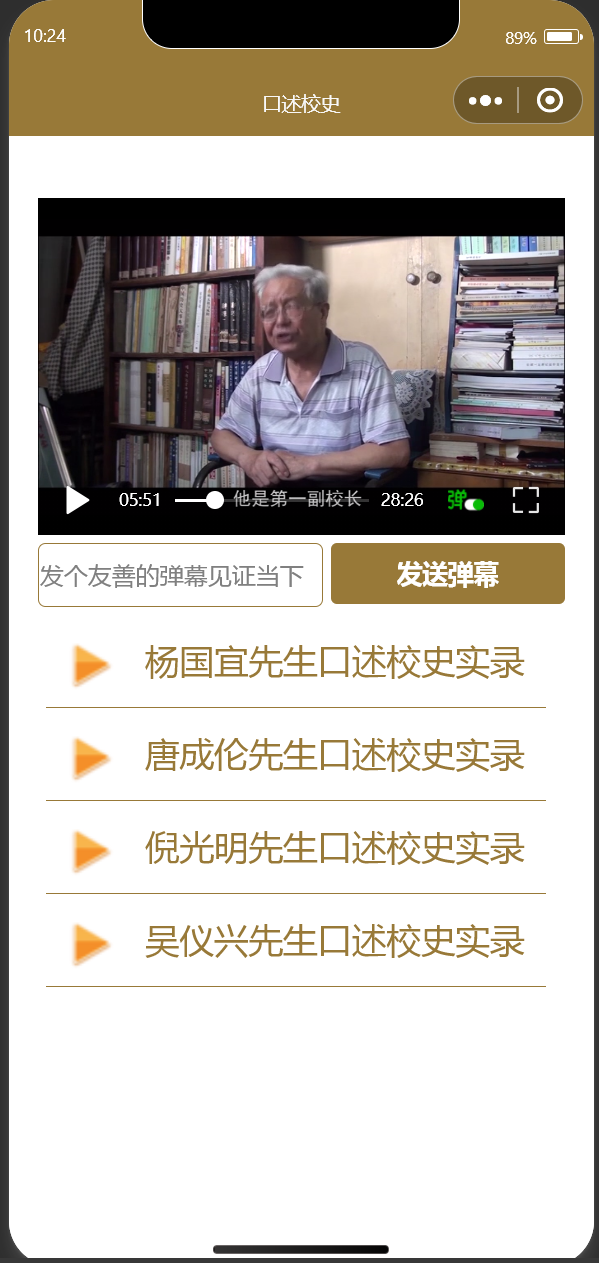 10:24
89%
口述校史
他是第一副校长
05:51
28:26
弹
发个友善的弹幕见证当下
发送弹幕
杨国宜先生口述校史实录
唐成伦先生口述校史实录
倪光明先生口述校史实录
吴仪兴先生口述校史实录